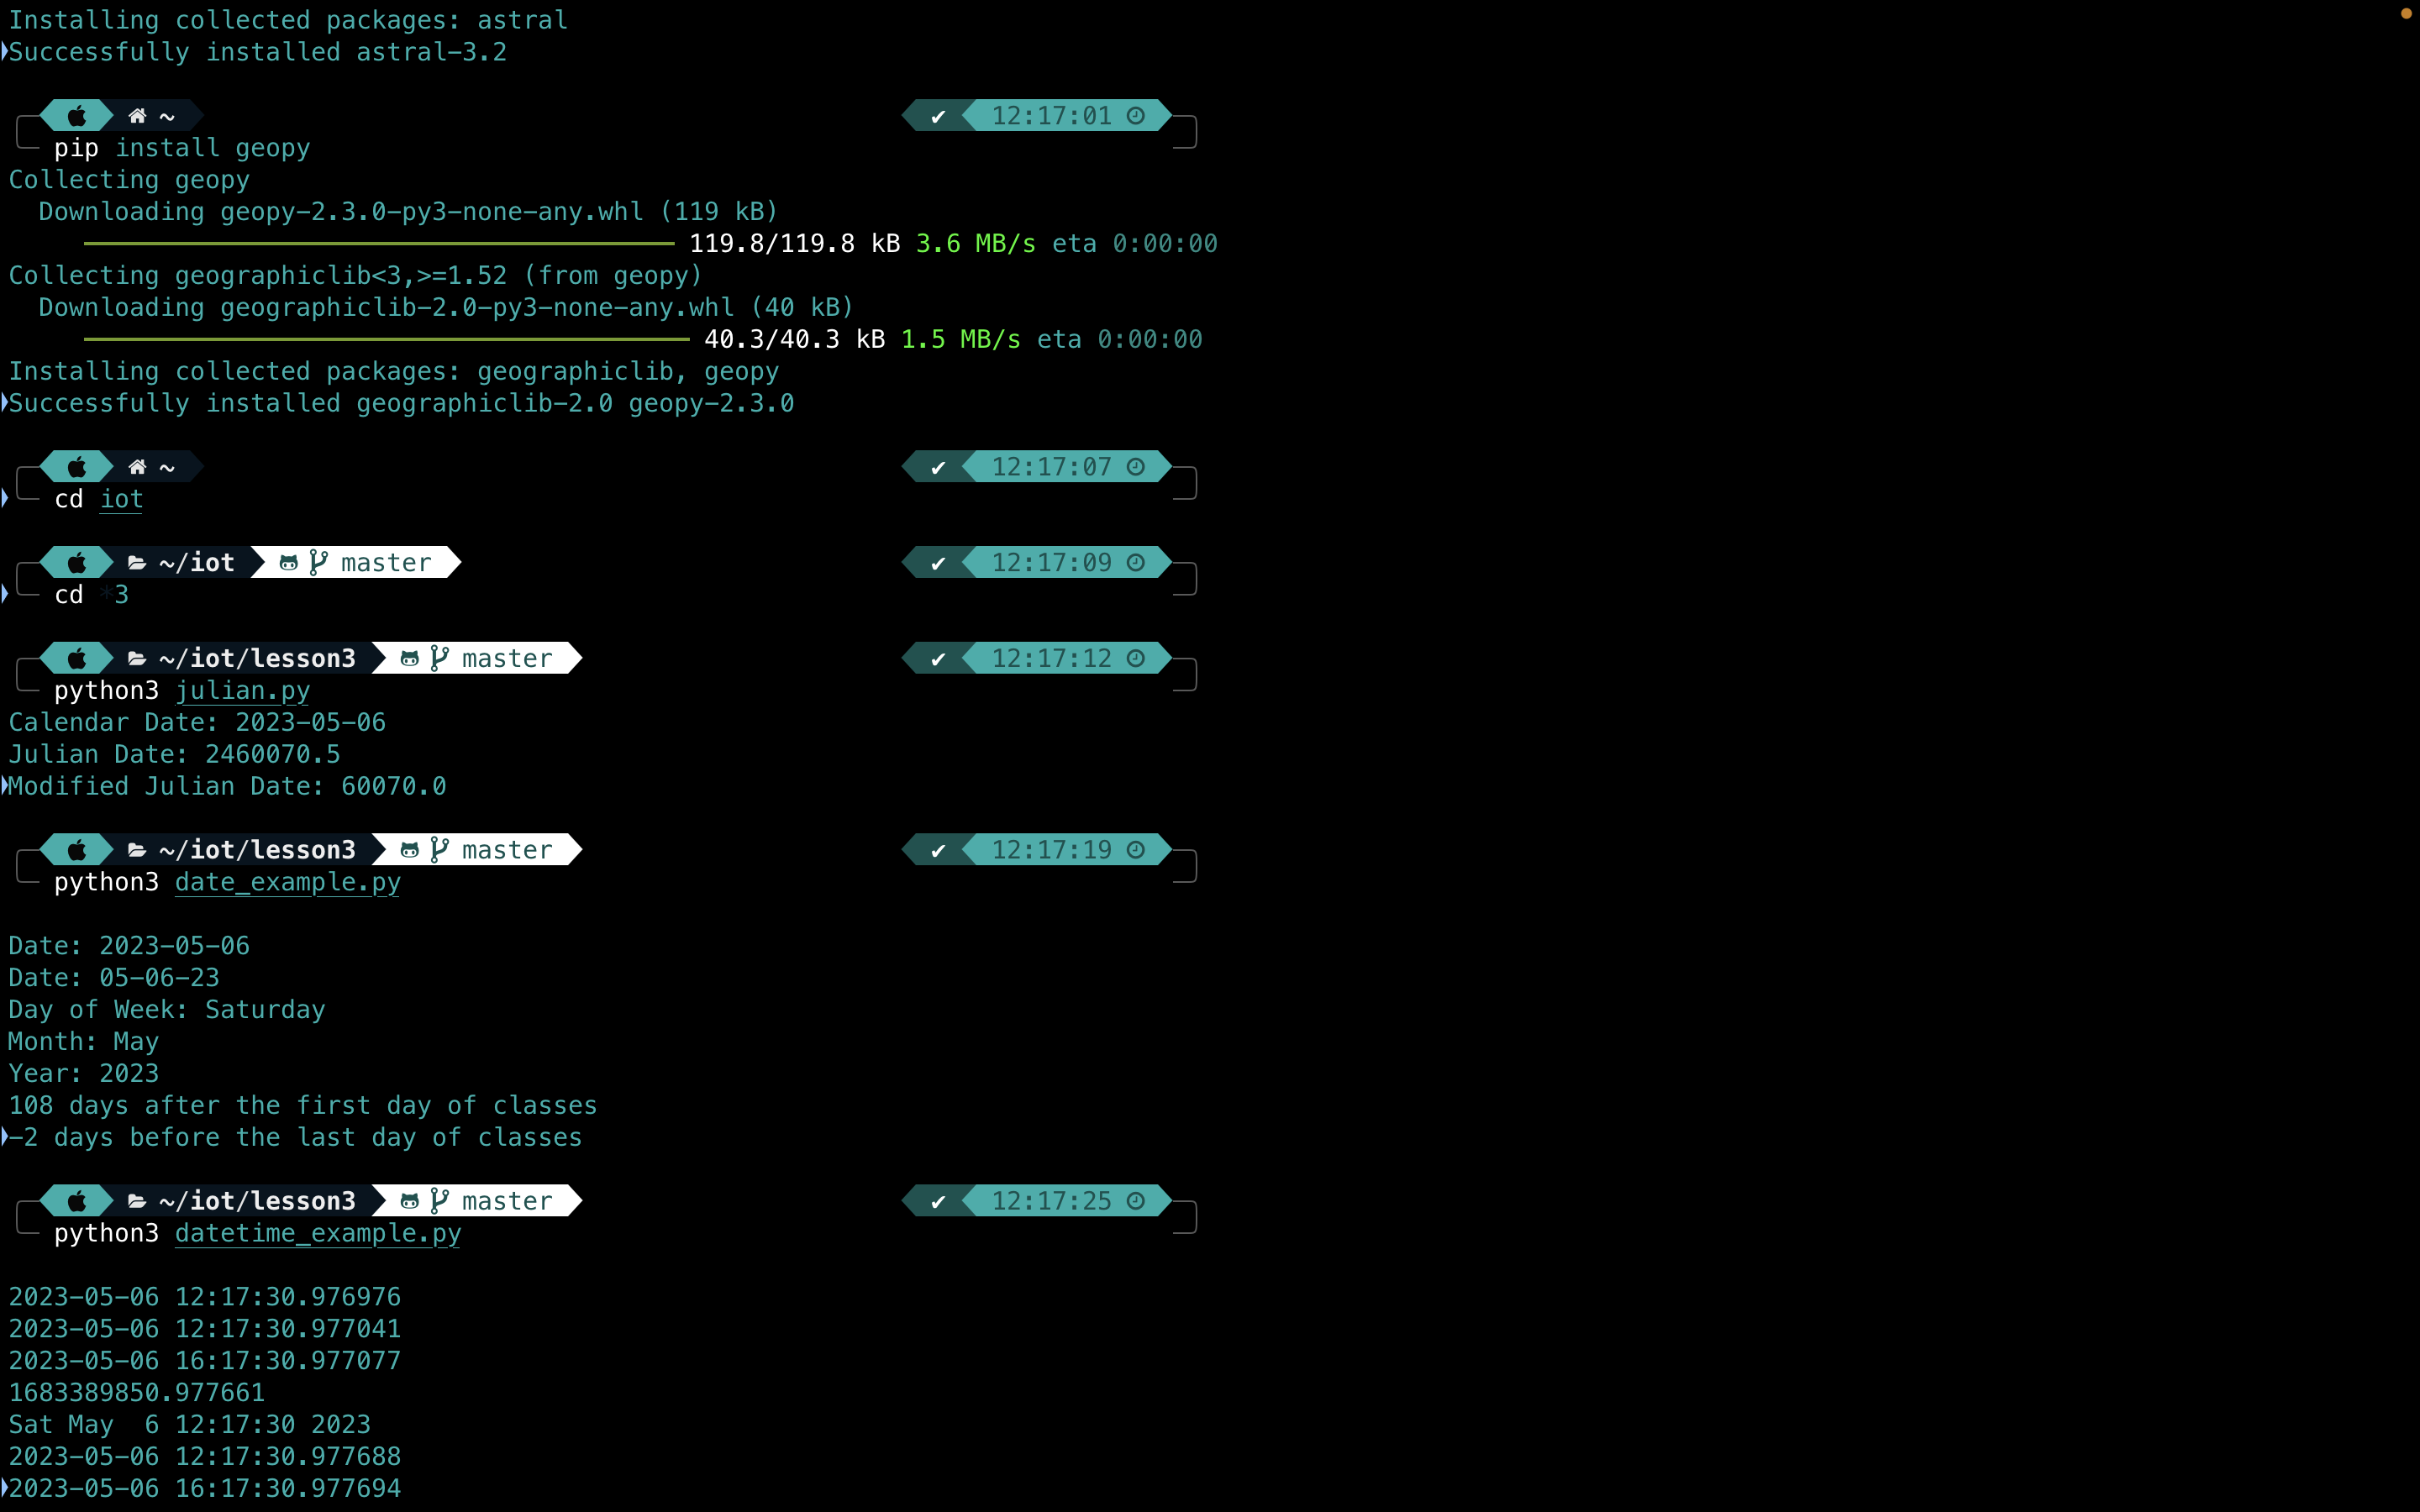 Installing collected packages: astral
Successfully installed astral-3.2
~ ✔ 12:17:01
pip install geopy
Collecting geopy
Downloading geopy-2.3.0-py3-none-any.whl (119 kB)
119.8/119.8 kB 3.6 MB/s eta 0:00:00
Collecting geographiclib<3,>=1.52 (from geopy)
Downloading geographiclib-2.0-py3-none-any.whl (40 kB)
40.3/40.3 kB 1.5 MB/s eta 0:00:00
Installing collected packages: geographiclib, geopy
Successfully installed geographiclib-2.0 geopy-2.3.0
~ ✔ 12:17:07
cd iot
~/iot master ✔ 12:17:09
cd *3
~/iot/lesson3 master ✔ 12:17:12
python3 julian.py
Calendar Date: 2023-05-06
Julian Date: 2460070.5
Modified Julian Date: 60070.0
~/iot/lesson3 master ✔ 12:17:19
python3 date_example.py
Date: 2023-05-06
Date: 05-06-23
Day of Week: Saturday
Month: May
Year: 2023
108 days after the first day of classes
-2 days before the last day of classes
~/iot/lesson3 master ✔ 12:17:25
python3 datetime_example.py
2023-05-06 12:17:30.976976
2023-05-06 12:17:30.977041
2023-05-06 16:17:30.977077
1683389850.977661
Sat May  6 12:17:30 2023
2023-05-06 12:17:30.977688
2023-05-06 16:17:30.977694